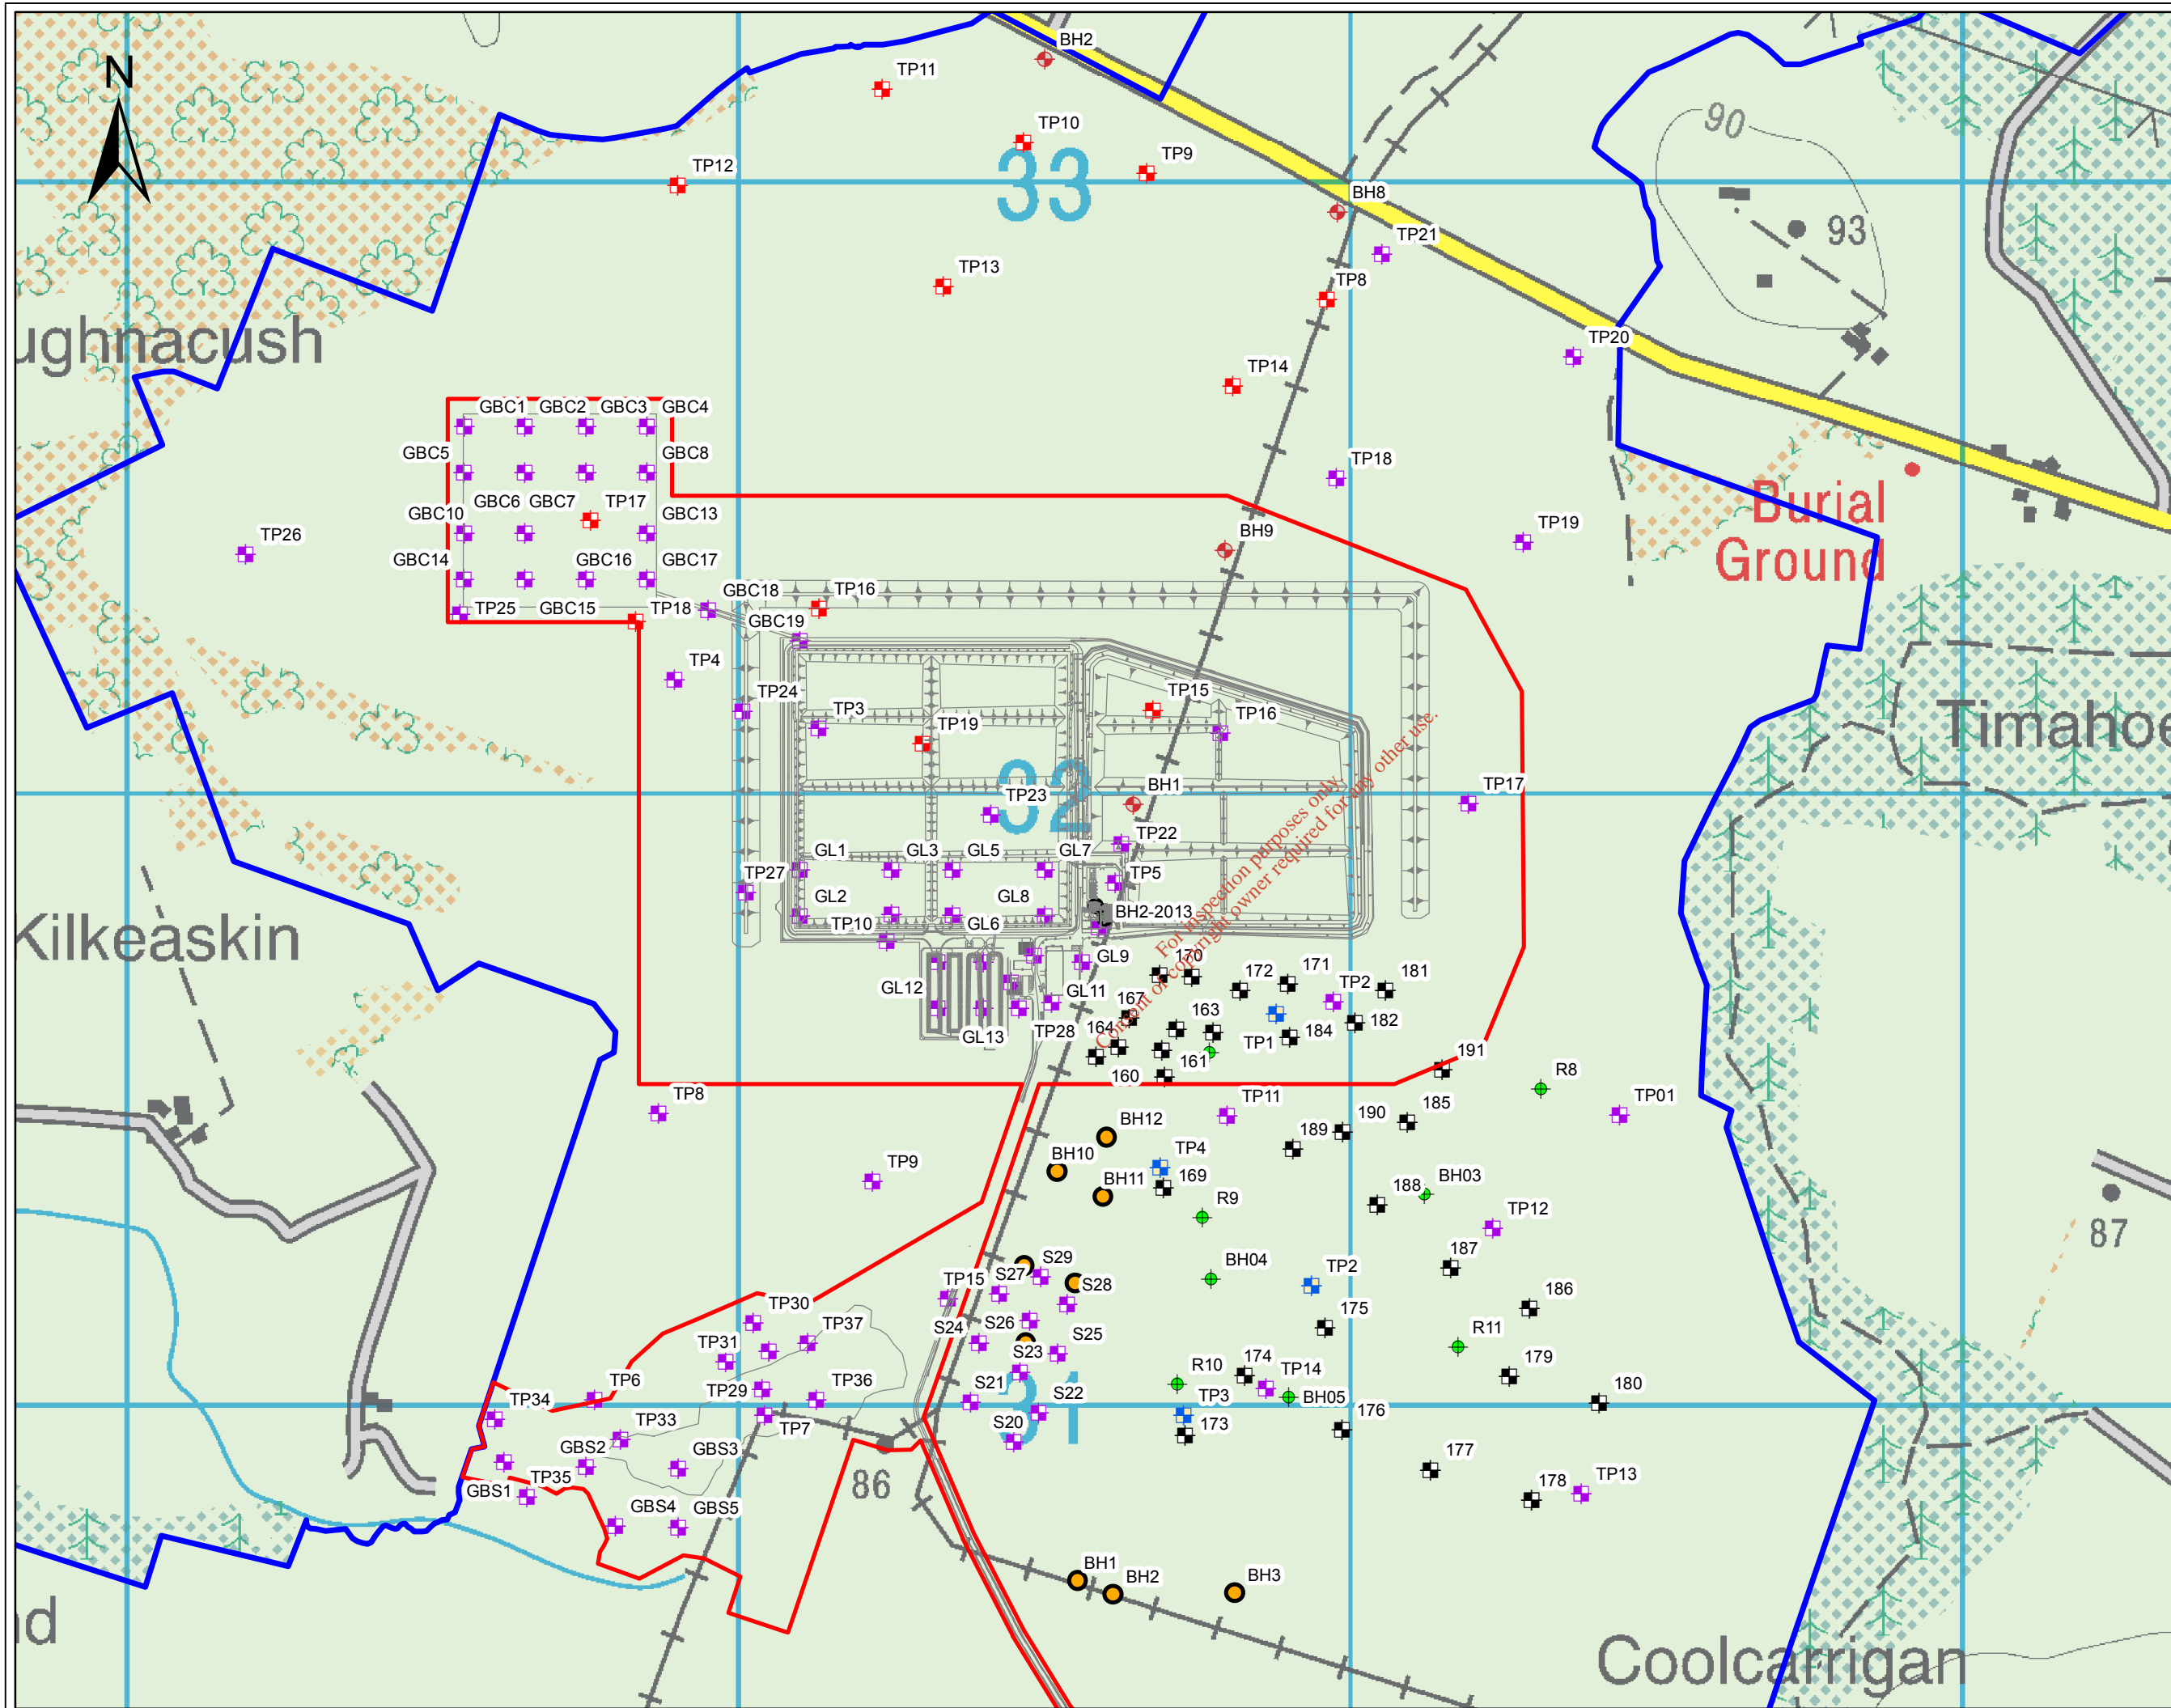 BH2
N
TP11
TP10
90
TP9
TP12
33
BH8
93
TP21
TP13
TP8
ughnacush
TP20
TP14
GBC1 GBC2 GBC3 GBC4
GBC5
GBC8
TP18
Burial
Ground
GBC10
GBC6 GBC7 TP17
GBC13
TP19
TP26
BH9
GBC14
GBC16
GBC17
GBC18
TP16
TP25
GBC15
TP18
GBC19
TP4
TP24
TP3
TP15
TP16
TP19
Timahoe
32
BH1
TP17
TP23
TP22
GL1
GL3
GL5
GL7
TP27
TP5
GL2
GL8
BH2-2013
TP10
GL6
For inspection purposes only.
Consent of copyright owner required for any other use.
Kilkeaskin
GL9
170
172
171
181
GL12
GL11
167
TP2
GL13
TP28
164
163
184
182
TP1
161
160
191
R8
TP8
TP11
TP01
BH12
190
185
189
TP4
BH10
169
TP9
BH11
188
BH03
R9
TP12
87
187
S29
BH04
TP2
S27
TP15
S28
186
TP30
175
TP37
S26
S24
S25
R11
TP31
S23
R10
174
TP14
179
TP6
TP29
TP36
S21
31
S22
TP3
BH05
180
TP34
TP33
TP7
S20
173
176
GBS2
GBS3
TP35
86
177
GBS1
178
TP13
GBS4
GBS5
BH1
BH2
BH3
nd
Coolcarrigan